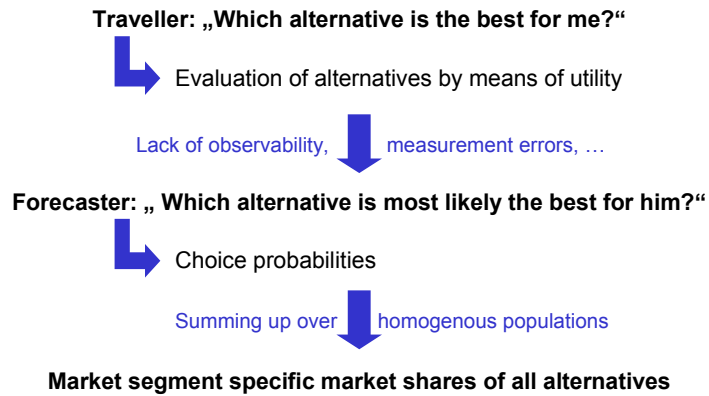 Traveller: „Which alternative is the best for me?“
Evaluation of alternatives by means of utility
Lack of observability, measurement errors, …
Forecaster: „ Which alternative is most likely the best for him?“
Choice probabilities
Summing up over homogenous populations
Market segment specific market shares of all alternatives